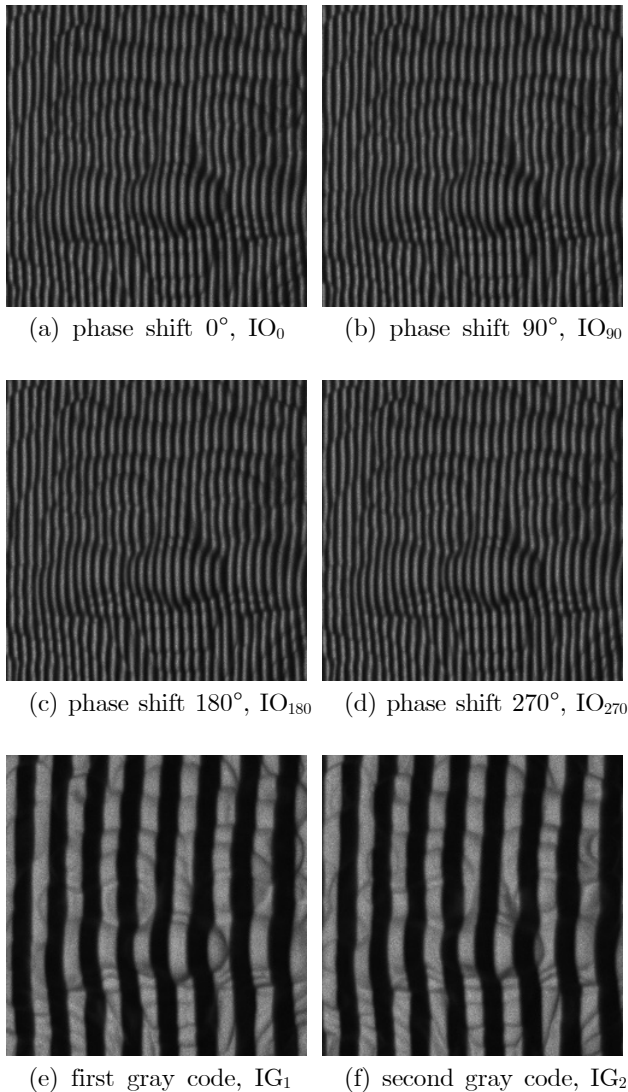 (a) phase shift 0°, IO₀
(b) phase shift 90°, IO₉₀
(c) phase shift 180°, IO₁₈₀
(d) phase shift 270°, IO₂₇₀
(e) first gray code, IG₁
(f) second gray code, IG₂